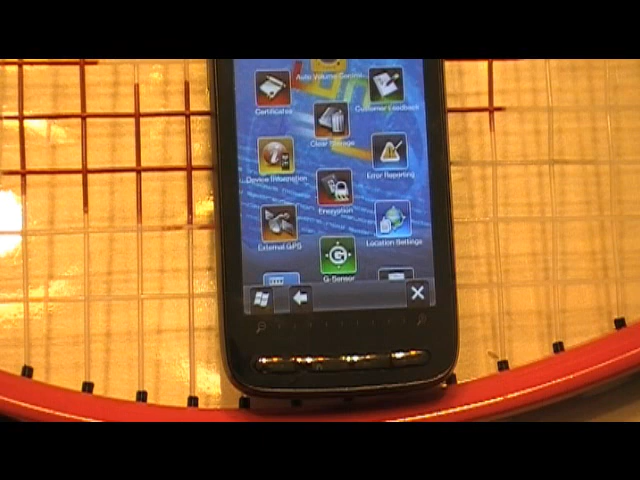 Auto Volume Control
Certificates
Customer Feedback
Clear Storage
Device Information
Error Reporting
Encryption
External GPS
Location Settings
G-Sensor